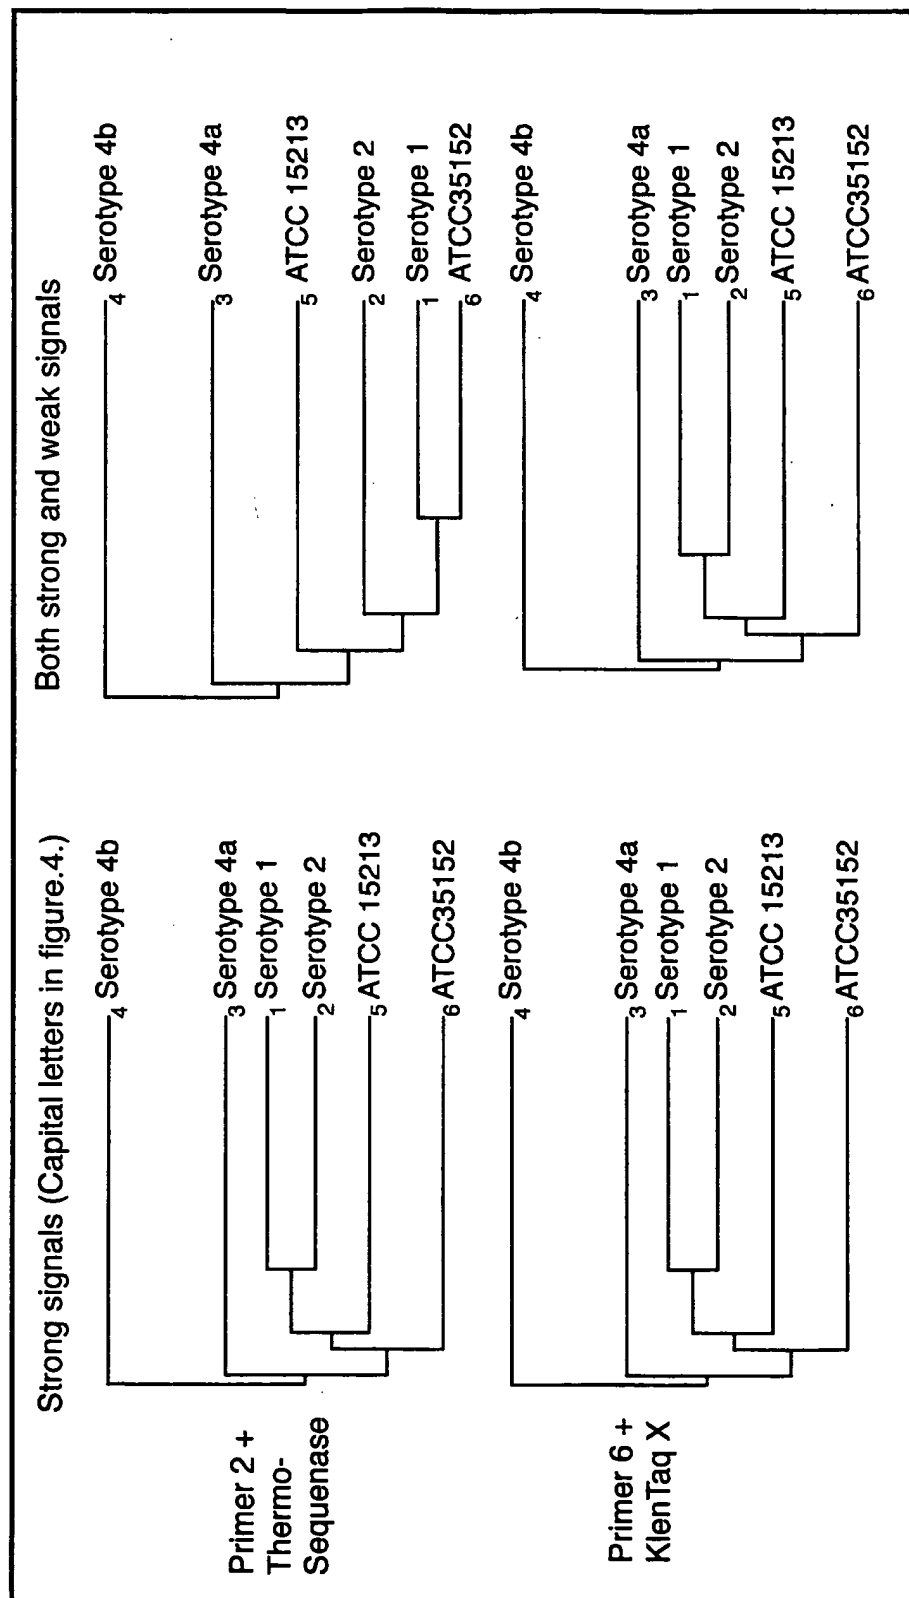 Strong signals (Capital letters in figure.4.)
Both strong and weak signals
Primer 2 +
Thermo-
Sequenase
4 Serotype 4b
3 Serotype 4a
1 Serotype 1
2 Serotype 2
5 ATCC 15213
6 ATCC35152
4 Serotype 4b
3 Serotype 4a
5 ATCC 15213
2 Serotype 2
1 Serotype 1
6 ATCC35152
Primer 6 +
KlenTaq X
4 Serotype 4b
3 Serotype 4a
1 Serotype 1
2 Serotype 2
5 ATCC 15213
6 ATCC35152
4 Serotype 4b
3 Serotype 4a
1 Serotype 1
2 Serotype 2
5 ATCC 15213
6 ATCC35152